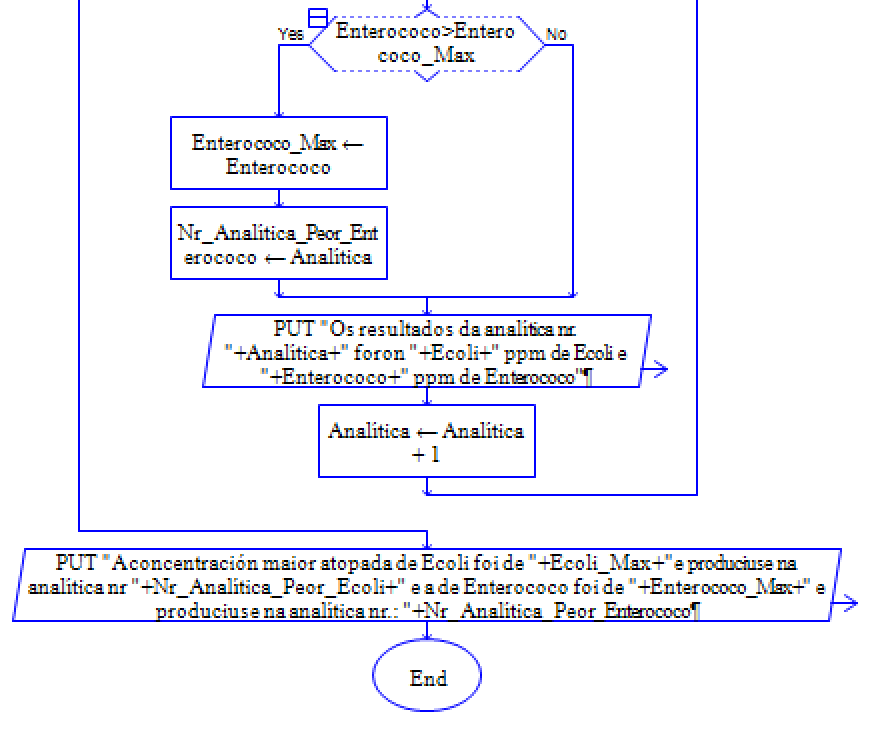 Yes
Enterococo>Entero
coco_Max
No
Enterococo_Max ←
Enterococo
Nr_Analitica_Peor_Ent
erococo ← Analitica
PUT "Os resultados da analitica nr.
"+Analitica+" foron "+Ecoli+" ppm de Ecoli e
"+Enterococo+" ppm de Enterococo"¶
Analitica ← Analitica
+ 1
PUT "A concentración maior atopada de Ecoli foi de "+Ecoli_Max+" e produciuse na
analitica nr "+Nr_Analitica_Peor_Ecoli+" e a de Enterococo foi de "+Enterococo_Max+" e
produciuse na analitica nr.: "+Nr_Analitica_Peor_Enterococo¶
End